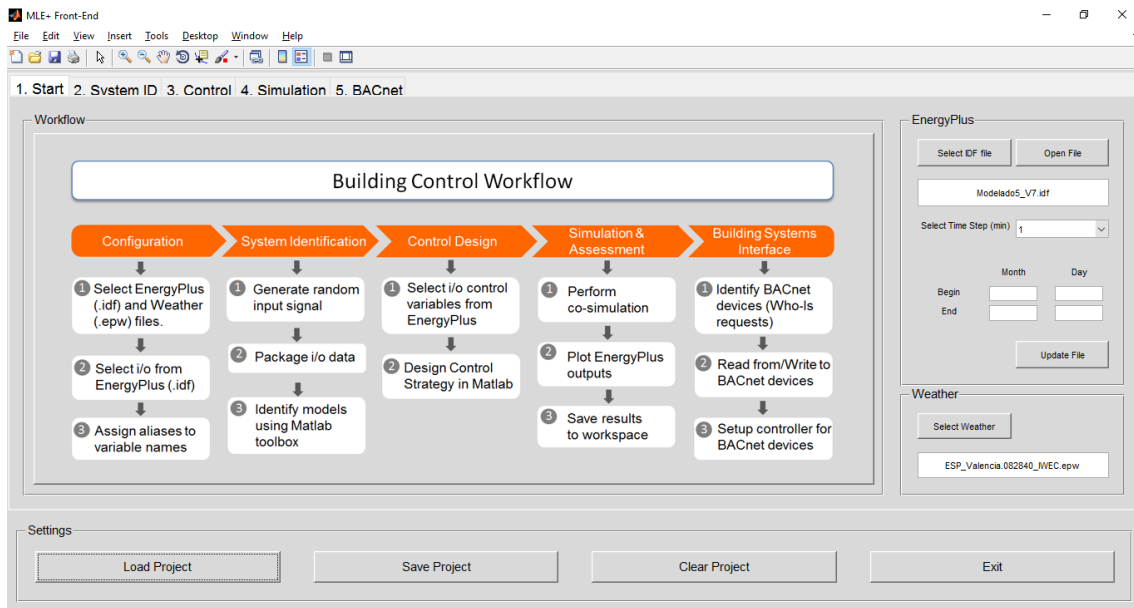 MLE+ Front-End
File Edit View Insert Tools Desktop Window Help
1. Start 2. System ID 3. Control 4. Simulation 5. BACnet
Workflow
Building Control Workflow
Configuration
System Identification
Control Design
Simulation &
Assessment
Building Systems
Interface
1 Select EnergyPlus
(.idf) and Weather
(.epw) files.
2 Select i/o from
EnergyPlus (.idf)
3 Assign aliases to
variable names
1 Generate random
input signal
2 Package i/o data
3 Identify models
using Matlab
toolbox
1 Select i/o control
variables from
EnergyPlus
2 Design Control
Strategy in Matlab
1 Perform
co-simulation
2 Plot EnergyPlus
outputs
3 Save results
to workspace
1 Identify BACnet
devices (Who-Is
requests)
2 Read from/Write to
BACnet devices
3 Setup controller for
BACnet devices
EnergyPlus
Select IDF file
Open File
Modelado5_V7.idf
Select Time Step (min) 1
Month Day
Begin
End
Update File
Weather
Select Weather
ESP_Valencia.082840_IWEC.epw
Settings
Load Project
Save Project
Clear Project
Exit